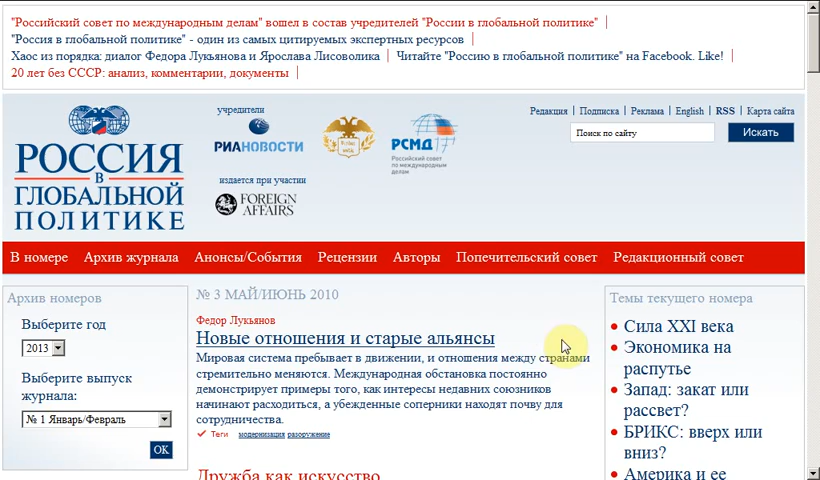 "Российский совет по международным делам" вошел в состав учредителей "России в глобальной политике"
"Россия в глобальной политике" - один из самых цитируемых экспертных ресурсов
Хаос из порядка: диалог Федора Лукьянова и Ярослава Лисоволика
Читайте "Россию в глобальной политике" на Facebook. Like!
20 лет без СССР: анализ, комментарии, документы
РОССИЯ
В
ГЛОБАЛЬНОЙ
ПОЛИТИКЕ
учредители
РИАНОВОСТИ
РСМД
Российский совет
по международным
делам
издается при участии
FOREIGN
AFFAIRS
Редакция
Подписка
Реклама
English
RSS
Карта сайта
Поиск по сайту
Искать
В номере
Архив журнала
Анонсы/События
Рецензии
Авторы
Попечительский совет
Редакционный совет
Архив номеров
Выберите год
2013
Выберите выпуск
журнала:
№ 1 Январь/Февраль
OK
№ 3 МАЙ/ИЮНЬ 2010
Федор Лукьянов
Новые отношения и старые альянсы
Мировая система пребывает в движении, и отношения между странами
стремительно меняются. Международная обстановка постоянно
демонстрирует примеры того, как интересы недавних союзников
начинают расходиться, а убежденные соперники находят почву для
сотрудничества.
Теги
модернизация
разоружение
Дружба как искусство
Темы текущего номера
Сила XXI века
Экономика на
распутье
Запад: закат или
рассвет?
БРИКС: вверх или
вниз?
Америка и ее